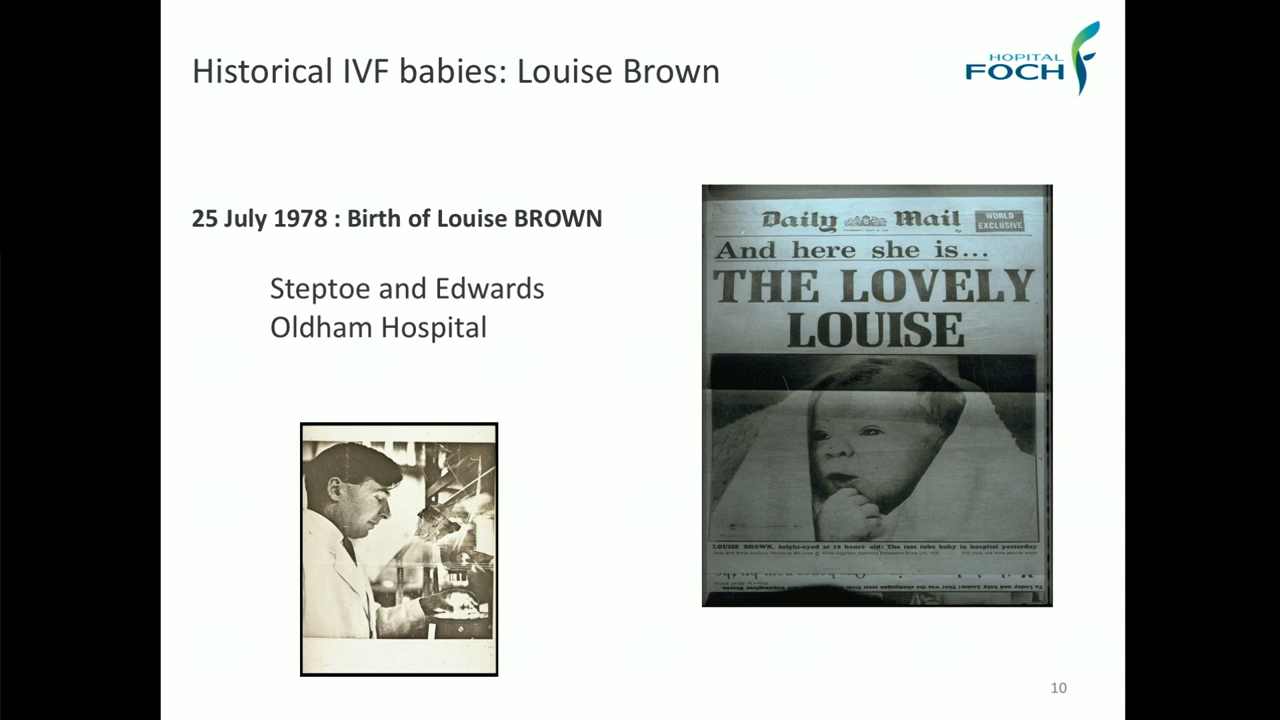 Historical IVF babies: Louise Brown
HOPITAL
FOCH
25 July 1978 : Birth of Louise BROWN
Steptoe and Edwards
Oldham Hospital
Daily Mail
WORLD
EXCLUSIVE
And here she is...
THE LOVELY
LOUISE
LOUISE BROWN, bright-eyed at 18 hours old: The test tube baby in hospital yesterday
10